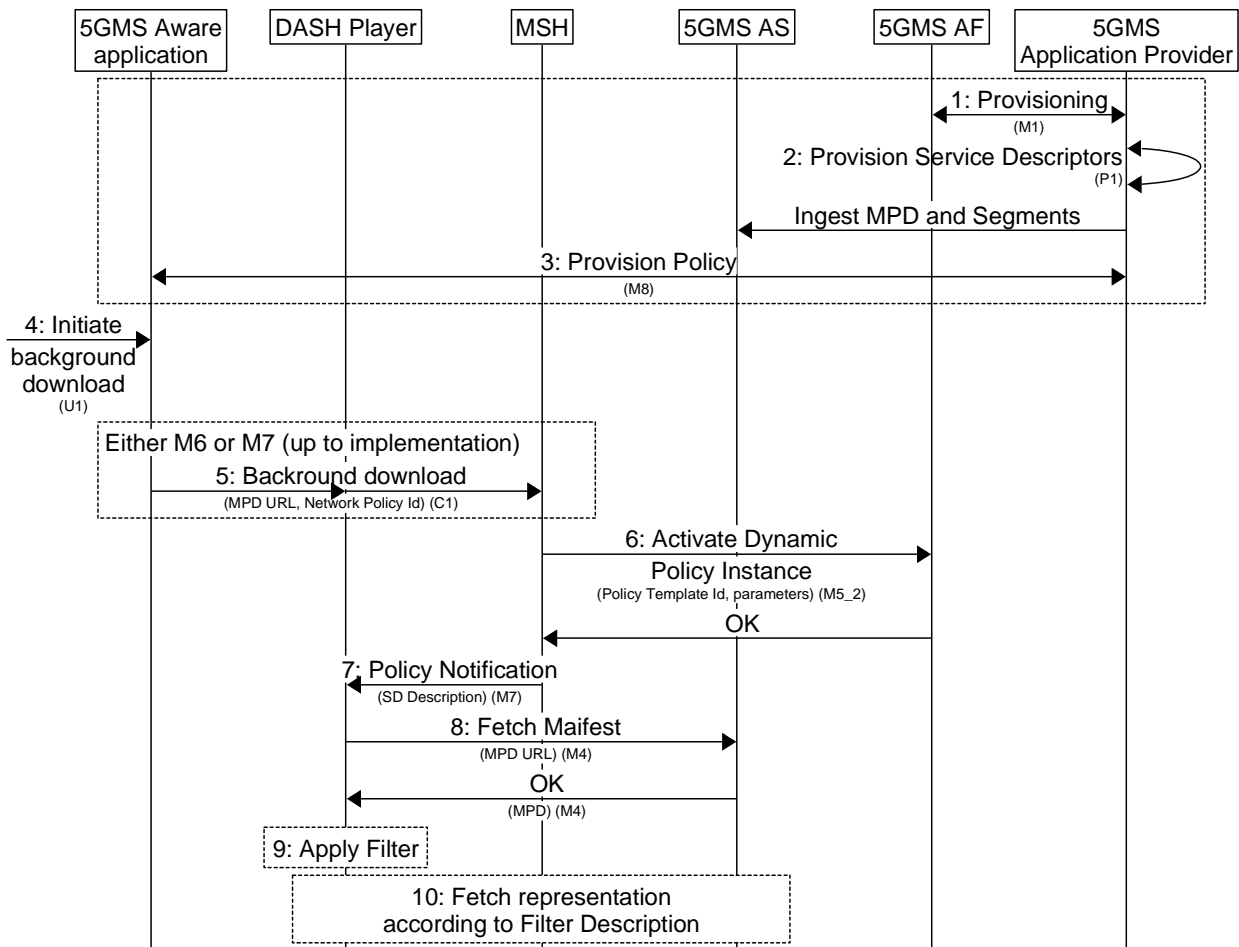 5GMS Aware
application
DASH Player
MSH
5GMS AS
5GMS AF
5GMS
Application Provider
1: Provisioning
(M1)
2: Provision Service Descriptors
(P1)
Ingest MPD and Segments
3: Provision Policy
(M8)
4: Initiate
background
download
(U1)
Either M6 or M7 (up to implementation)
5: Backround download
(MPD URL, Network Policy Id) (C1)
6: Activate Dynamic
Policy Instance
(Policy Template Id, parameters) (M5_2)
OK
7: Policy Notification
(SD Description) (M7)
8: Fetch Maifest
(MPD URL) (M4)
OK
(MPD) (M4)
9: Apply Filter
10: Fetch representation
according to Filter Description